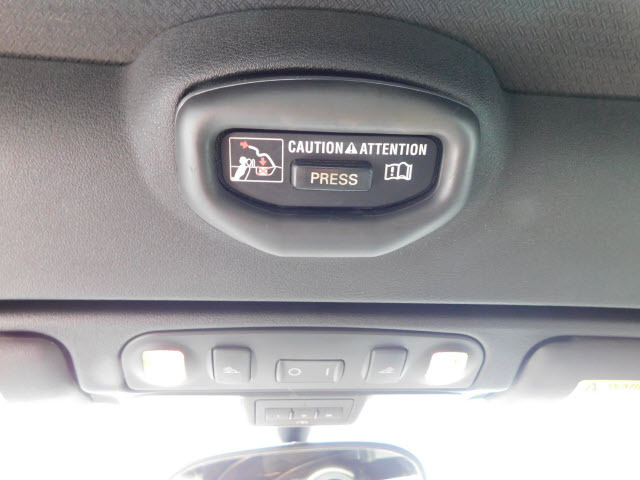 CAUTION ⚠ ATTENTION
PRESS
O I